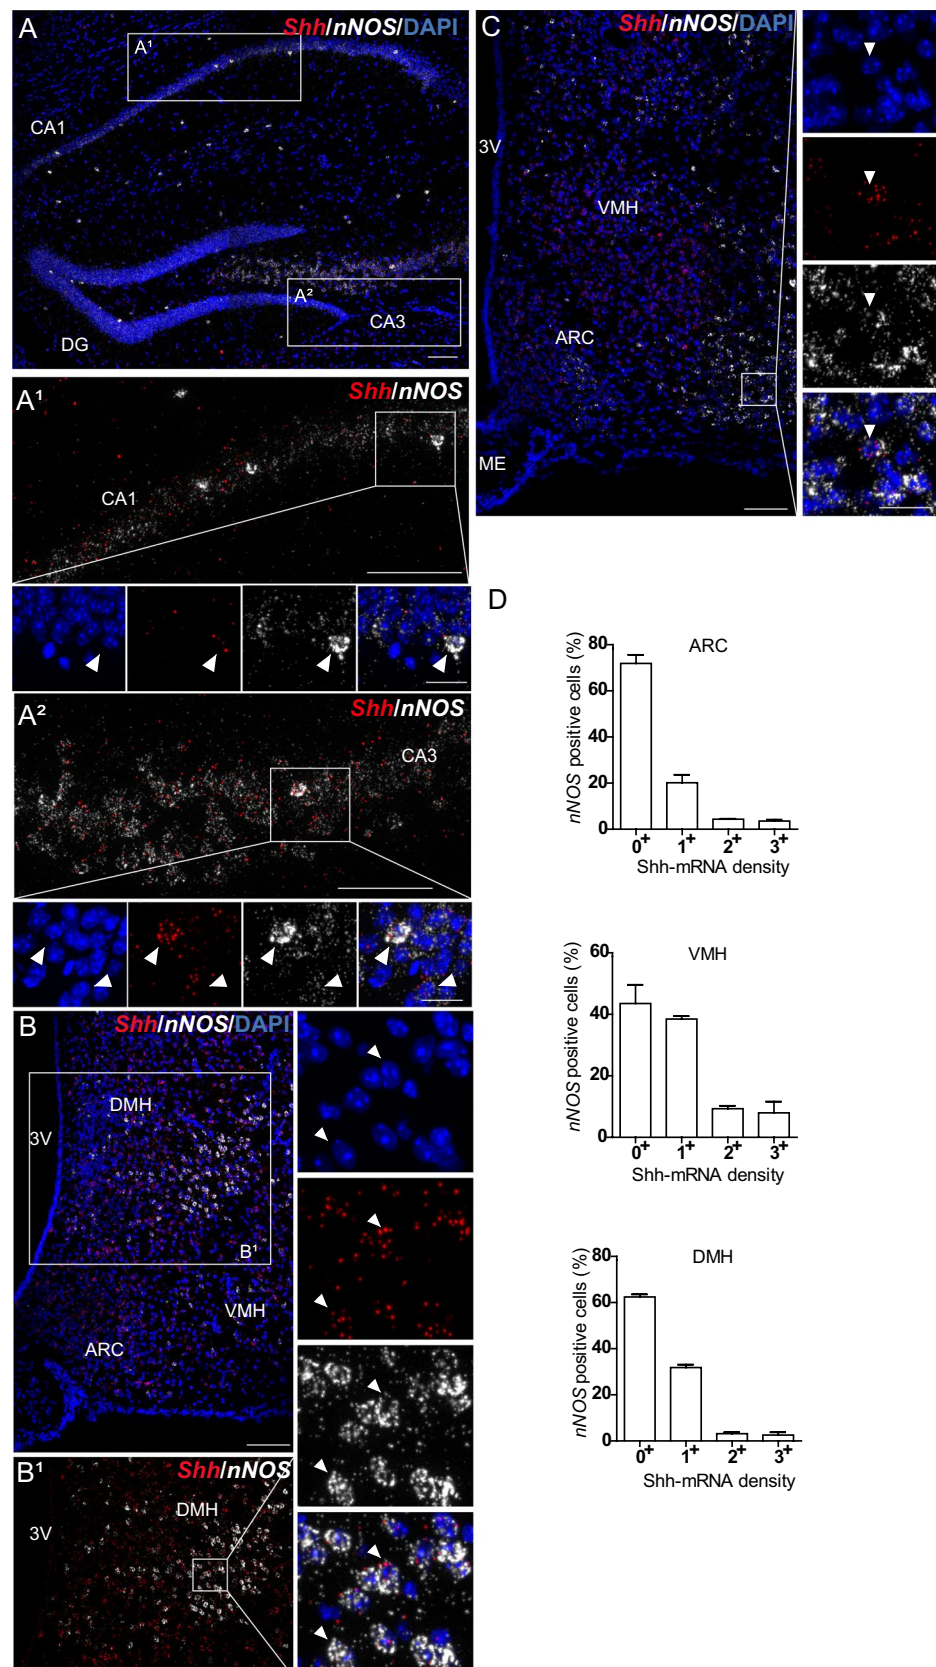 A
Shh/nNOS/DAPI
A¹
CA1
A²
CA3
DG
A¹
Shh/nNOS
CA1
A²
Shh/nNOS
CA3
B
Shh/nNOS/DAPI
DMH
3V
B¹
VMH
ARC
B¹
Shh/nNOS
DMH
3V
C
Shh/nNOS/DAPI
3V
VMH
ARC
ME
D
ARC
nNOS positive cells (%)
80
60
40
20
0
0⁺ 1⁺ 2⁺ 3⁺
Shh-mRNA density
VMH
nNOS positive cells (%)
60
40
20
0
0⁺ 1⁺ 2⁺ 3⁺
Shh-mRNA density
DMH
nNOS positive cells (%)
80
60
40
20
0
0⁺ 1⁺ 2⁺ 3⁺
Shh-mRNA density